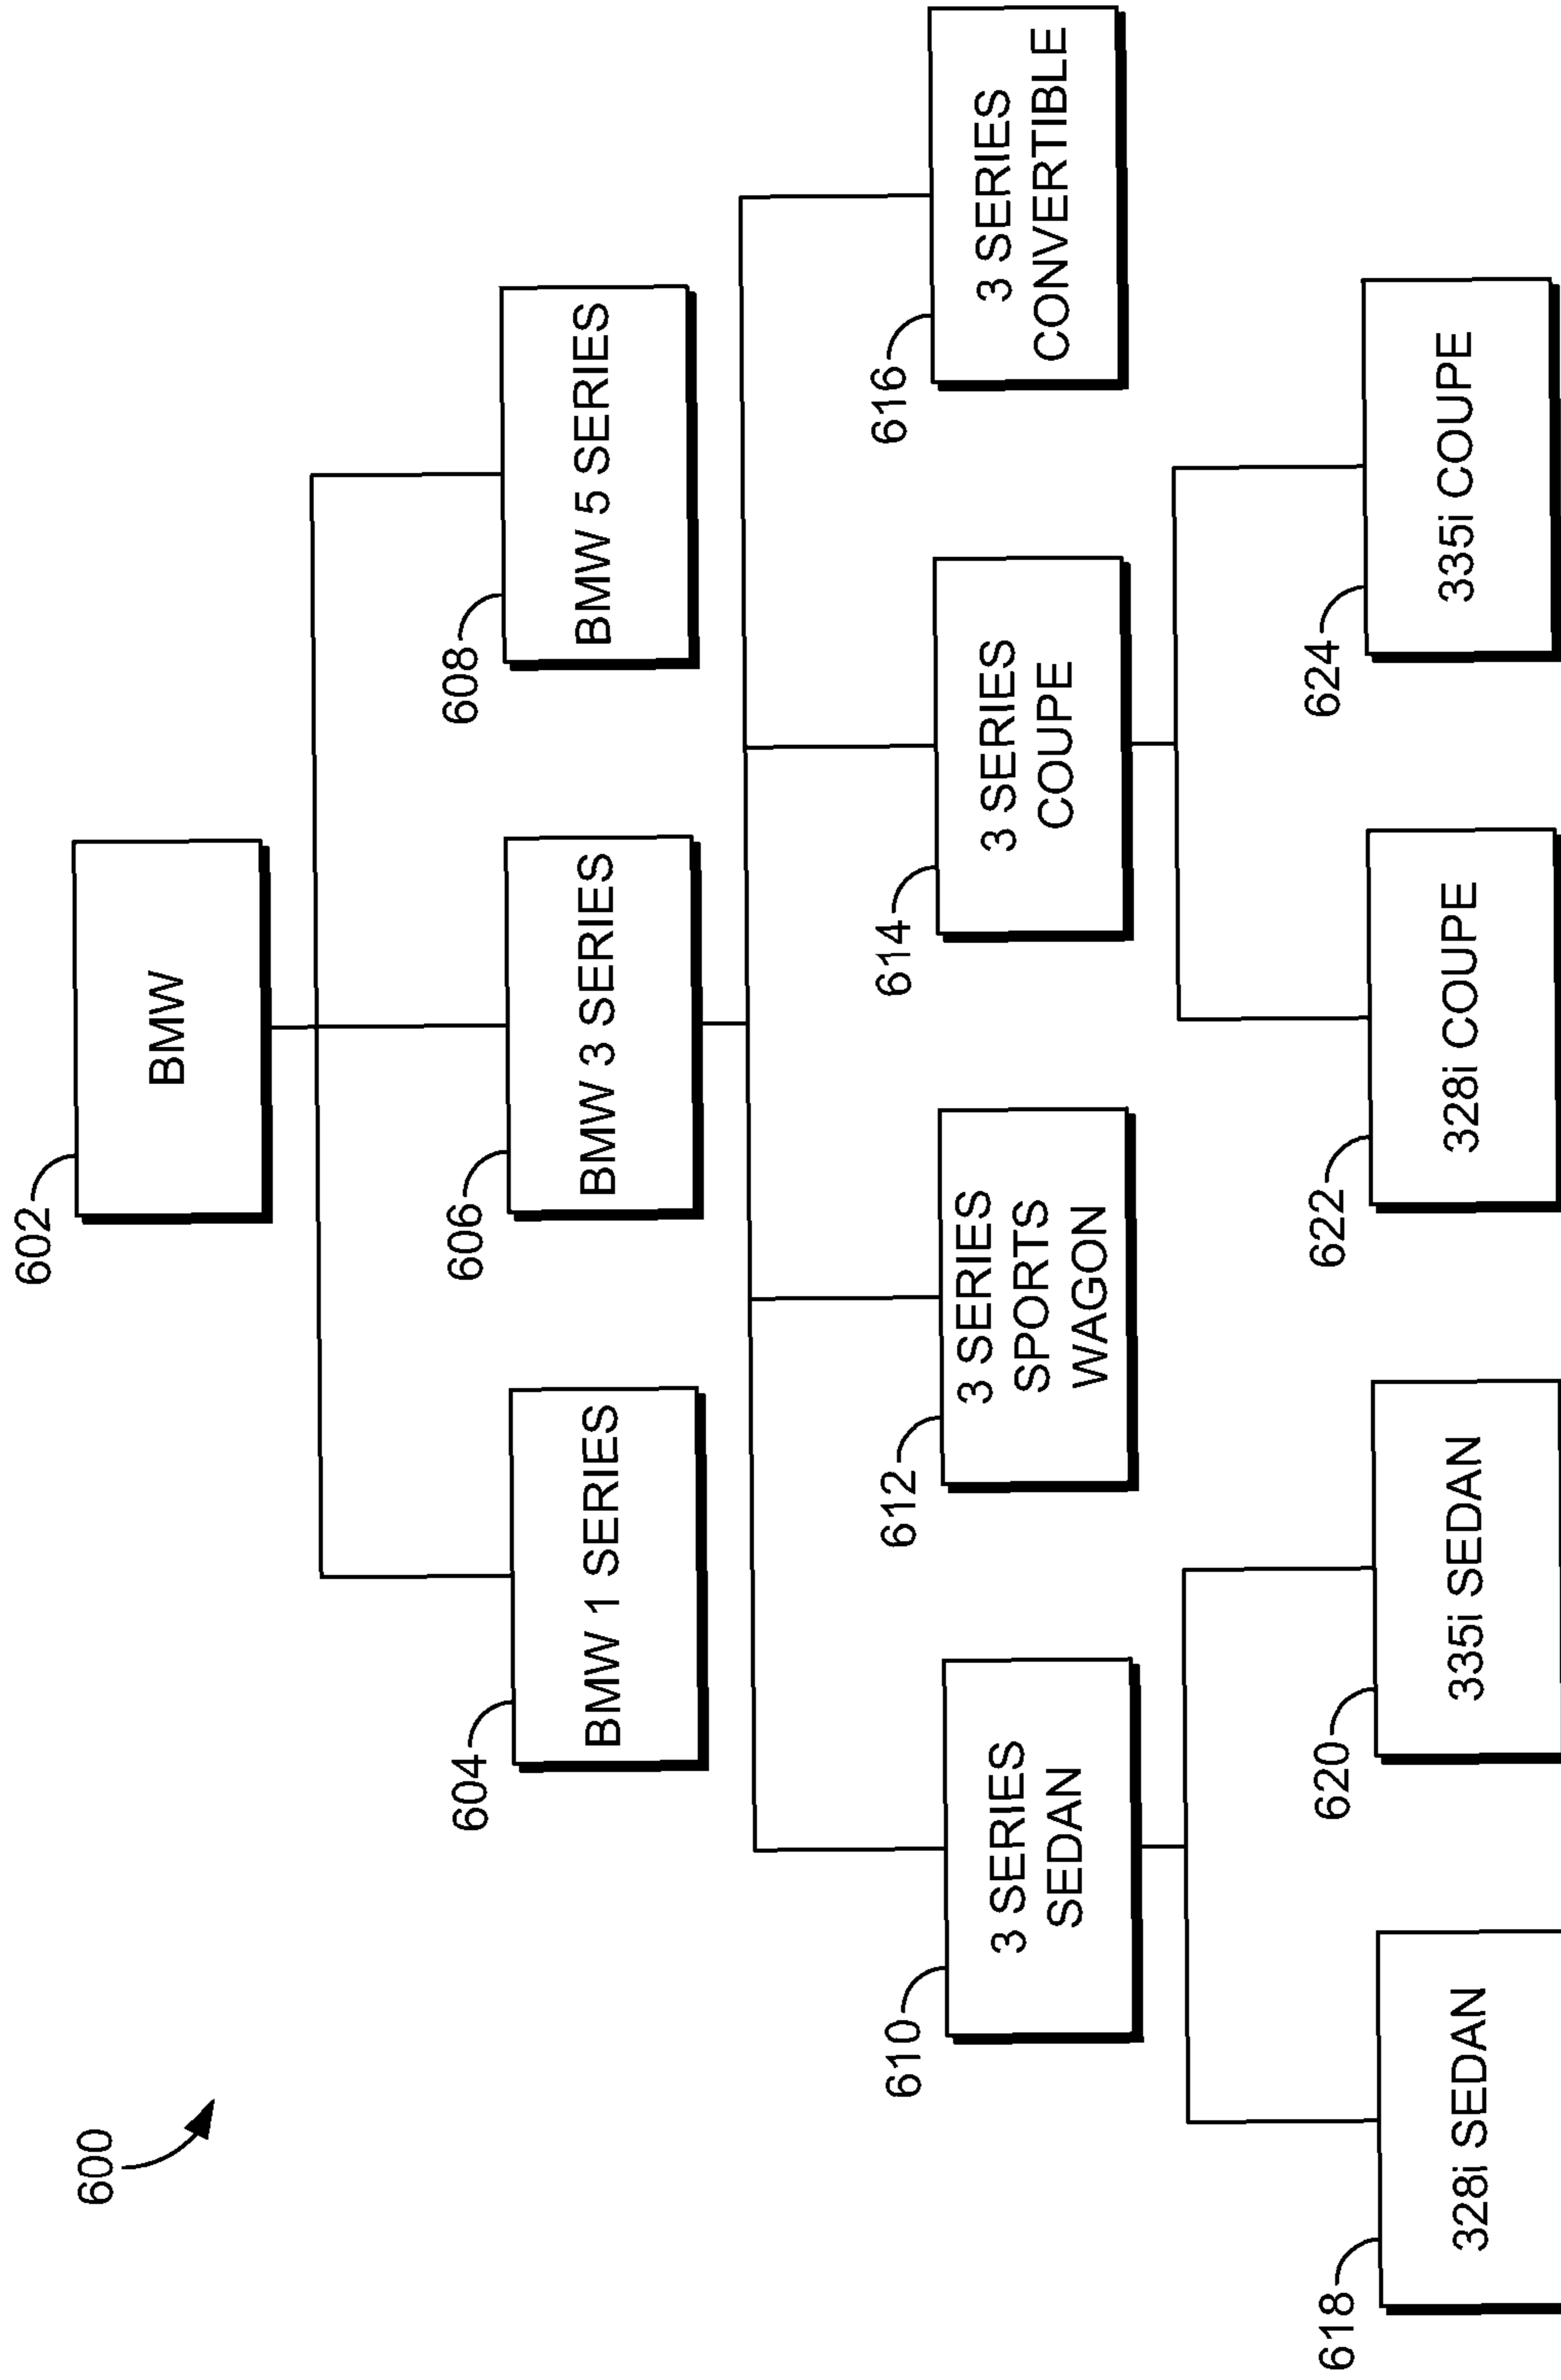 600
602
BMW
604
BMW 1 SERIES
606
BMW 3 SERIES
608
BMW 5 SERIES
610
3 SERIES
SEDAN
612
3 SERIES
SPORTS
WAGON
614
3 SERIES
COUPE
616
3 SERIES
CONVERTIBLE
618
328i SEDAN
620
335i SEDAN
622
328i COUPE
624
335i COUPE